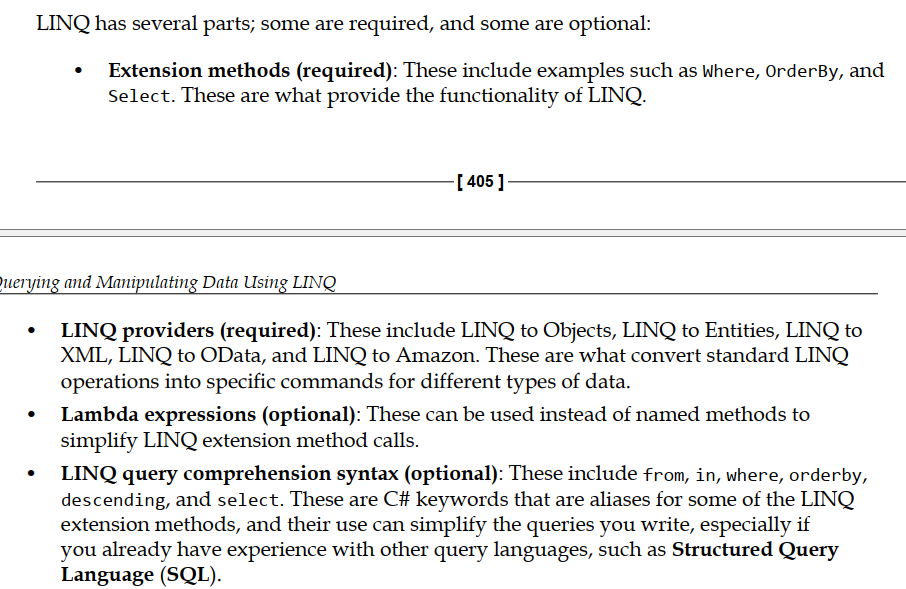 LINQ has several parts; some are required, and some are optional:
• Extension methods (required): These include examples such as Where, OrderBy, and
Select. These are what provide the functionality of LINQ.
[ 405 ]
Querying and Manipulating Data Using LINQ
• LINQ providers (required): These include LINQ to Objects, LINQ to Entities, LINQ to
XML, LINQ to OData, and LINQ to Amazon. These are what convert standard LINQ
operations into specific commands for different types of data.
• Lambda expressions (optional): These can be used instead of named methods to
simplify LINQ extension method calls.
• LINQ query comprehension syntax (optional): These include from, in, where, orderby,
descending, and select. These are C# keywords that are aliases for some of the LINQ
extension methods, and their use can simplify the queries you write, especially if
you already have experience with other query languages, such as Structured Query
Language (SQL).